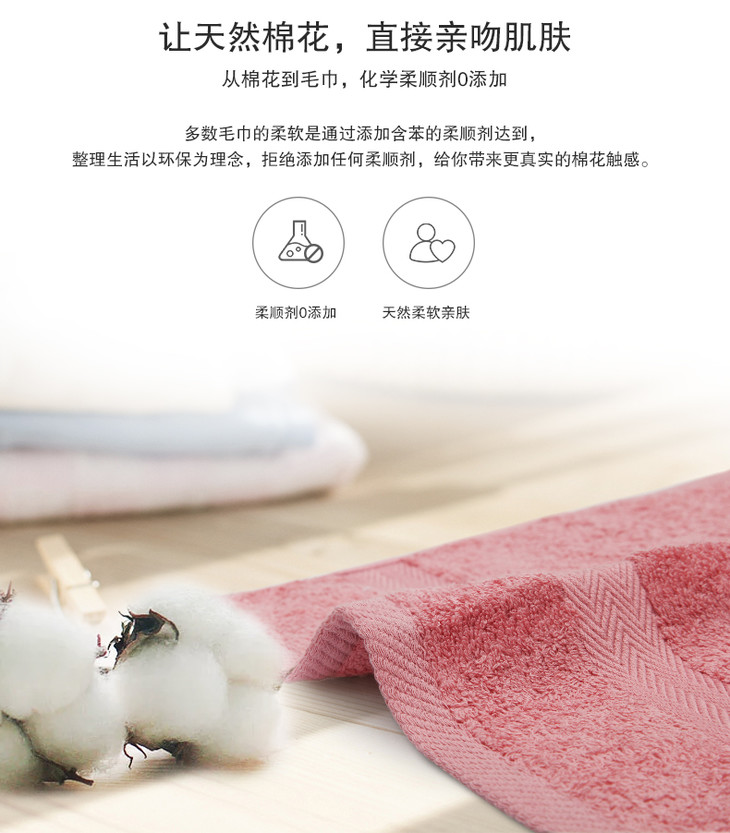 让天然棉花，直接亲吻肌肤
从棉花到毛巾，化学柔顺剂0添加
多数毛巾的柔软是通过添加含苯的柔顺剂达到，
整理生活以环保为理念，拒绝添加任何柔顺剂，给你带来更真实的棉花触感。
柔顺剂0添加
天然柔软亲肤